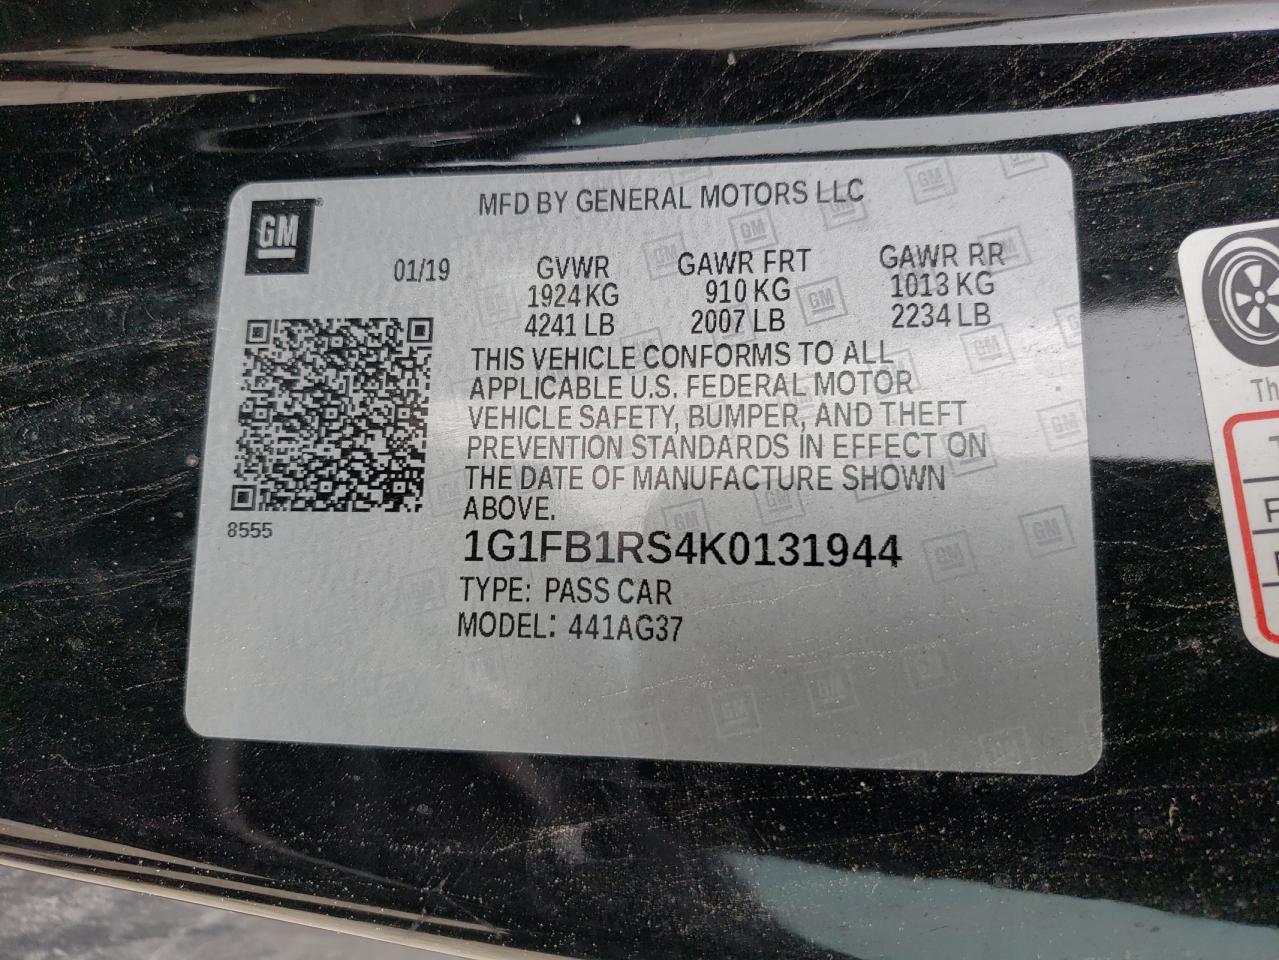 MFD BY GENERAL MOTORS LLC
GM
01/19
GVWR
1924 KG
4241 LB
GAWR FRT
910 KG
2007 LB
GAWR RR
1013 KG
2234 LB
THIS VEHICLE CONFORMS TO ALL
APPLICABLE U.S. FEDERAL MOTOR
VEHICLE SAFETY, BUMPER, AND THEFT
PREVENTION STANDARDS IN EFFECT ON
THE DATE OF MANUFACTURE SHOWN
ABOVE.
8555
1G1FB1RS4K0131944
TYPE: PASS CAR
MODEL: 441AG37